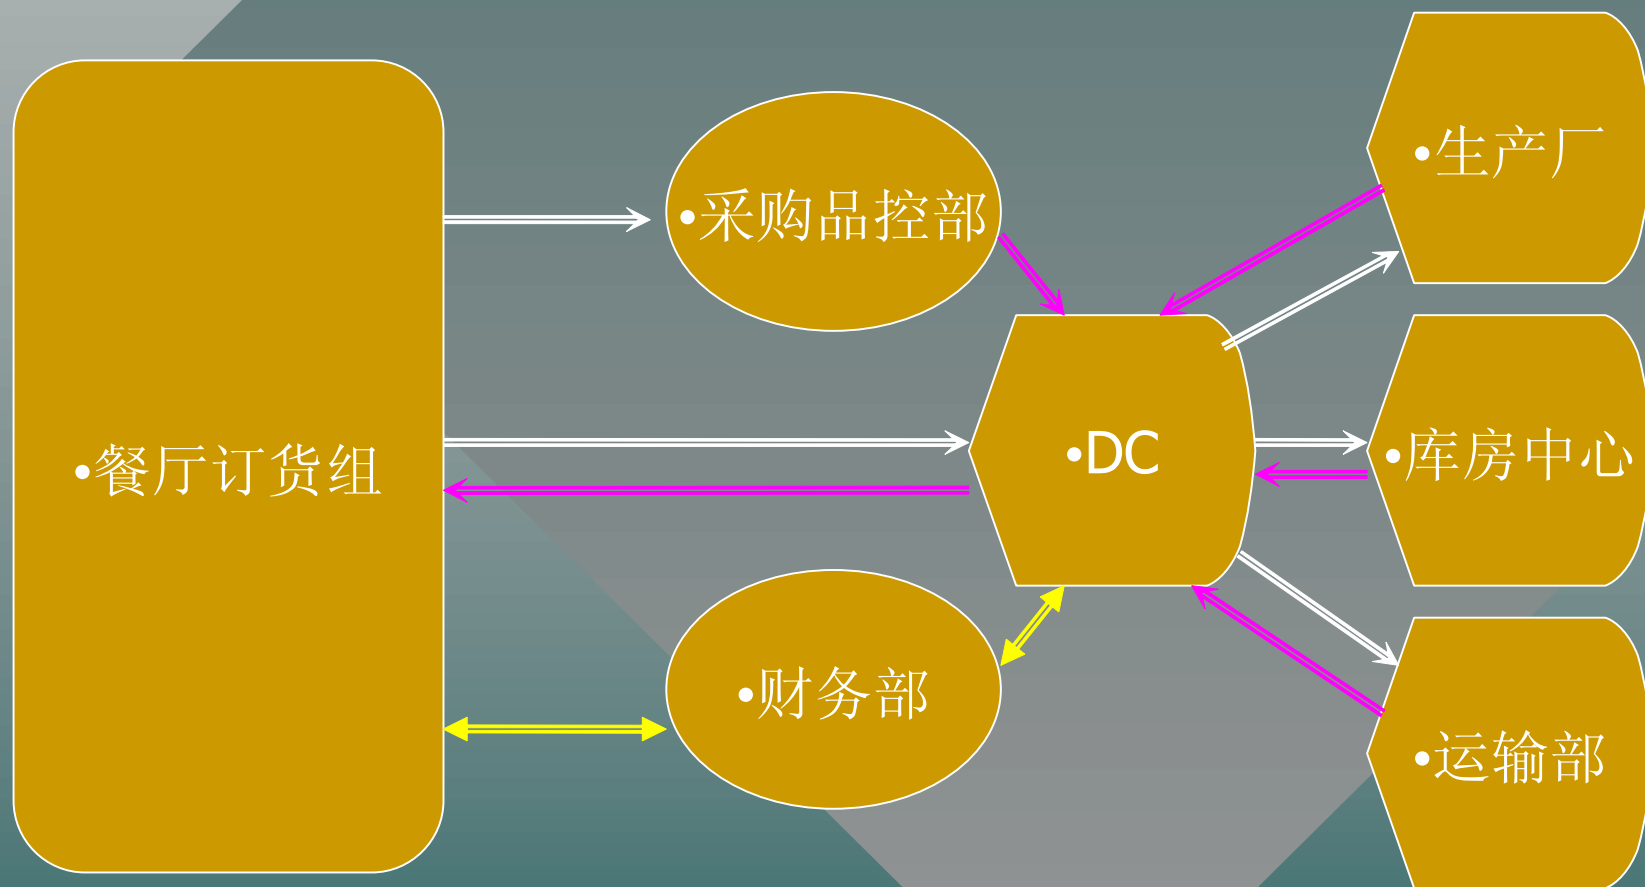 •餐厅订货组
•采购品控部
•DC
•财务部
•生产厂
•库房中心
•运输部